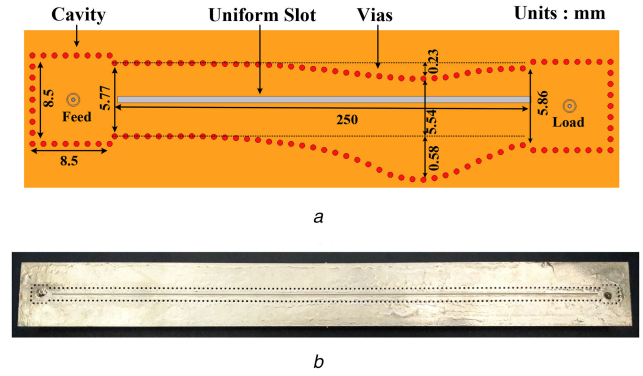 Cavity Uniform Slot Vias Units : mm
0.23
8.5 5.77 5.86
Feed Load
250
5.54
8.5 0.58
a
b